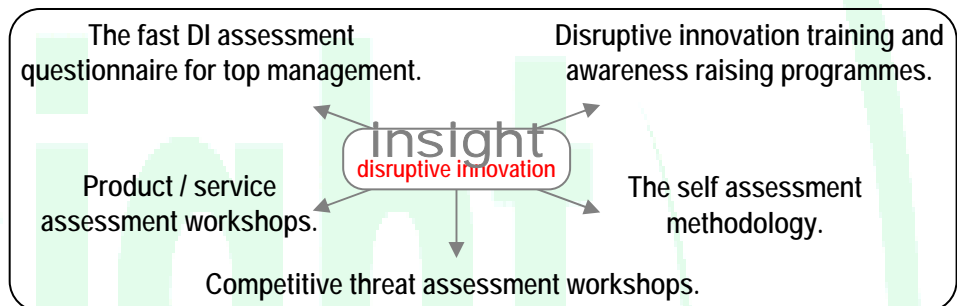 The fast DI assessment
questionnaire for top management.
Disruptive innovation training and
awareness raising programmes.
insight
disruptive innovation
Product / service
assessment workshops.
The self assessment
methodology.
Competitive threat assessment workshops.